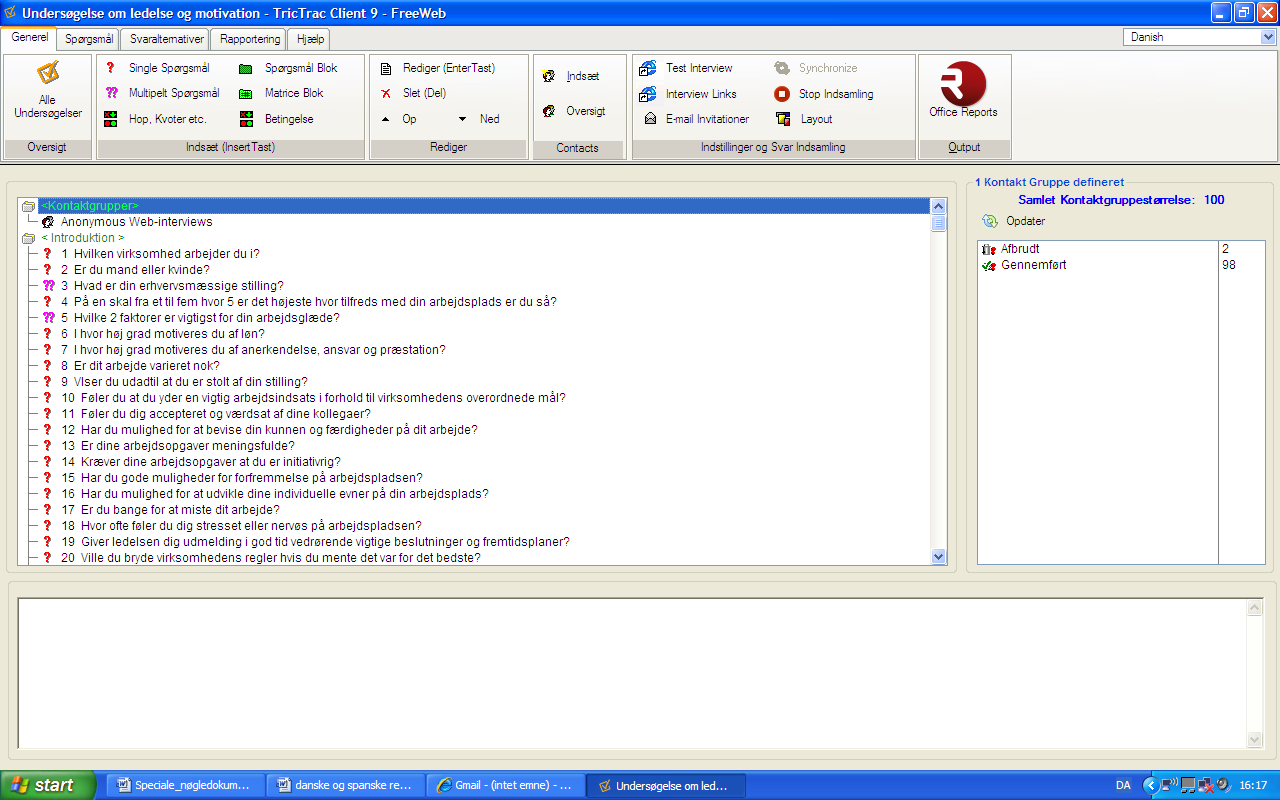 Undersøgelse om ledelse og motivation - TricTrac Client 9 - FreeWeb
Generel Spørgsmål Svaralternativer Rapportering Hjælp Danish
Alle Undersøgelser
Oversigt
Single Spørgsmål Spørgsmål Blok
Multipelt Spørgsmål Matrice Blok
Hop, Kvoter etc. Betingelse
Indsæt (InsertTast)
Rediger (EnterTast)
Slet (Del)
Op Ned
Rediger
Indsæt
Oversigt
Contacts
Test Interview Synchronize
Interview Links Stop Indsamling
E-mail Invitationer Layout
Indstillinger og Svar Indsamling
Office Reports
Output
<Kontaktgrupper>
Anonymous Web-interviews
< Introduktion >
1 Hvilken virksomhed arbejder du i?
2 Er du mand eller kvinde?
3 Hvad er din erhvervsmæssige stilling?
4 På en skal fra et til fem hvor 5 er det højeste hvor tilfreds med din arbejdsplads er du så?
5 Hvilke 2 faktorer er vigtigst for din arbejdsglæde?
6 I hvor høj grad motiveres du af løn?
7 I hvor høj grad motiveres du af anerkendelse, ansvar og præstation?
8 Er dit arbejde varieret nok?
9 VIser du udadtil at du er stolt af din stilling?
10 Føler du at du yder en vigtig arbejdsindsats i forhold til virksomhedens overordnede mål?
11 Føler du dig accepteret og værdsat af dine kollegaer?
12 Har du mulighed for at bevise din kunnen og færdigheder på dit arbejde?
13 Er dine arbejdsopgaver meningsfulde?
14 Kræver dine arbejdsopgaver at du er initiativrig?
15 Har du gode muligheder for forfremmelse på arbejdspladsen?
16 Har du mulighed for at udvikle dine individuelle evner på din arbejdsplads?
17 Er du bange for at miste dit arbejde?
18 Hvor ofte føler du dig stresset eller nervøs på arbejdspladsen?
19 Giver ledelsen dig udmelding i god tid vedrørende vigtige beslutninger og fremtidsplaner?
20 Ville du bryde virksomhedens regler hvis du mente det var for det bedste?
1 Kontakt Gruppe defineret
Samlet Kontaktgruppestørrelse: 100
Opdater
Afbrudt 2
Gennemført 98
start Speciale_nøgledokum... danske og spanske re... Gmail - (intet emne) - ... Undersøgelse om led... DA 16:17